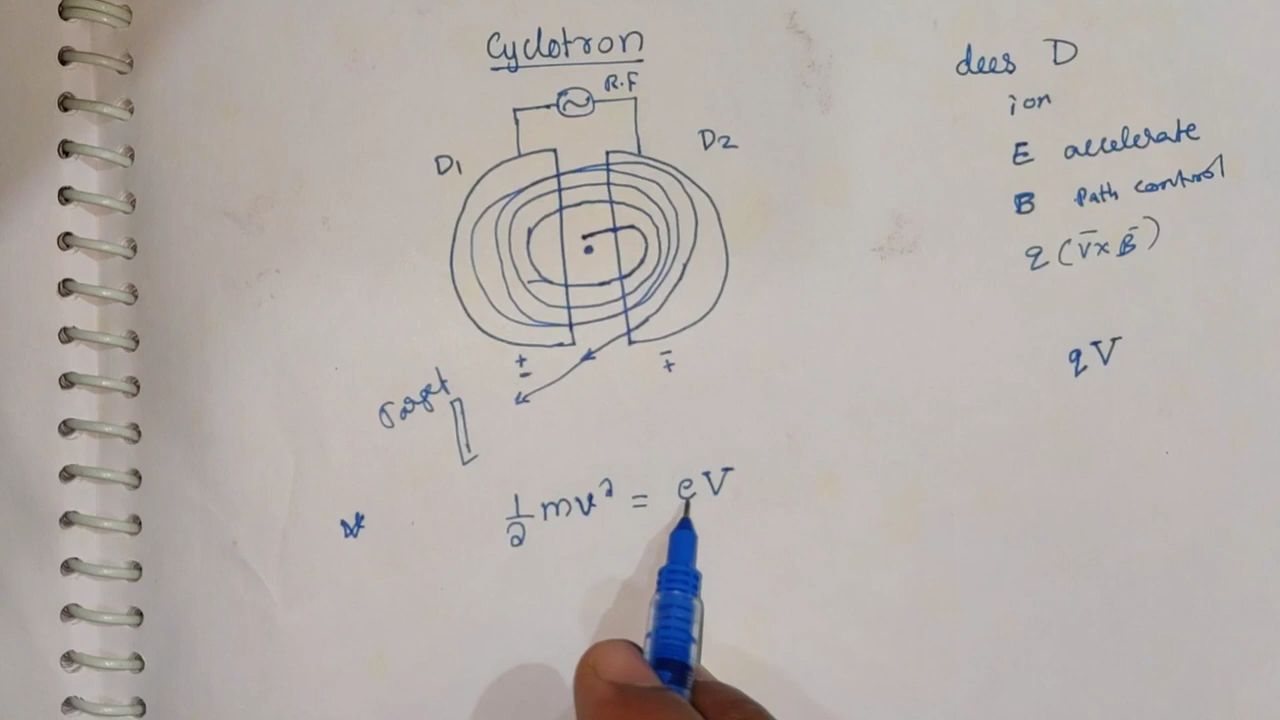 Cyclotron
R.F
D1
D2
+
-
-
+
Target
½mv² = eV
dees D
ion
E accelerate
B Path control
q(v̄×B̄)
qV